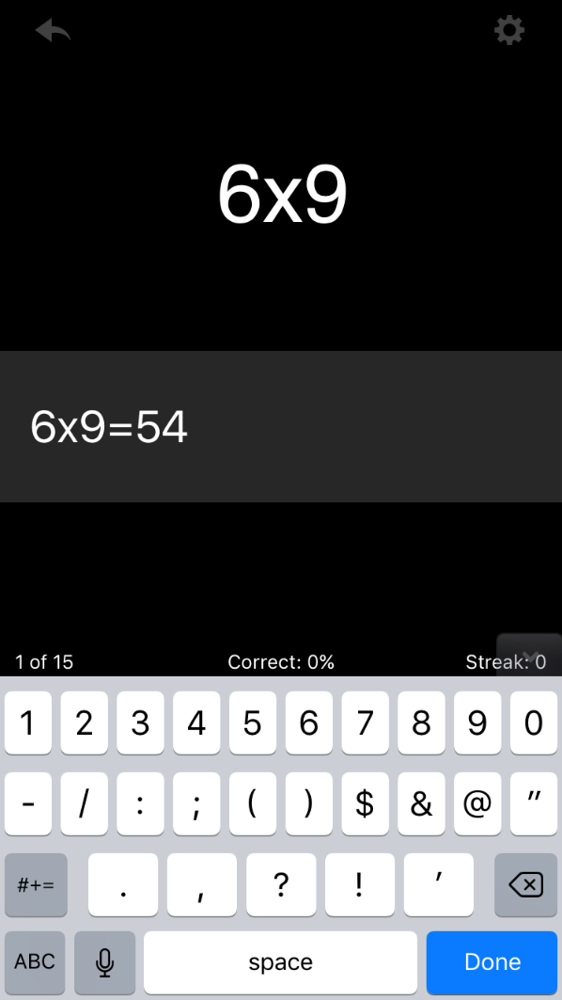 6x9
6x9=54
1 of 15 Correct: 0% Streak: 0
1 2 3 4 5 6 7 8 9 0
- / : ; ( ) $ & @ "
#+= . , ? ! '
ABC space Done